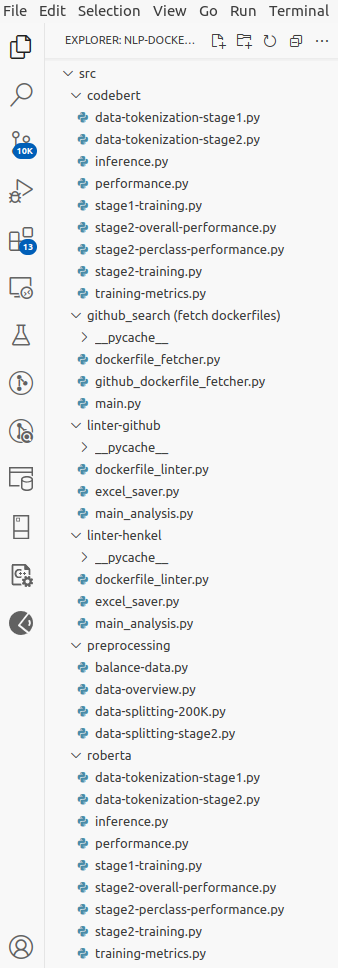 File Edit Selection View Go Run Terminal
EXPLORER: NLP-DOCKE... ...
src
codebert
data-tokenization-stage1.py
data-tokenization-stage2.py
inference.py
performance.py
stage1-training.py
stage2-overall-performance.py
stage2-perclass-performance.py
stage2-training.py
training-metrics.py
github_search (fetch dockerfiles)
__pycache__
dockerfile_fetcher.py
github_dockerfile_fetcher.py
main.py
linter-github
__pycache__
dockerfile_linter.py
excel_saver.py
main_analysis.py
linter-henkel
__pycache__
dockerfile_linter.py
excel_saver.py
main_analysis.py
preprocessing
balance-data.py
data-overview.py
data-splitting-200K.py
data-splitting-stage2.py
roberta
data-tokenization-stage1.py
data-tokenization-stage2.py
inference.py
performance.py
stage1-training.py
stage2-overall-performance.py
stage2-perclass-performance.py
stage2-training.py
training-metrics.py
10K
13